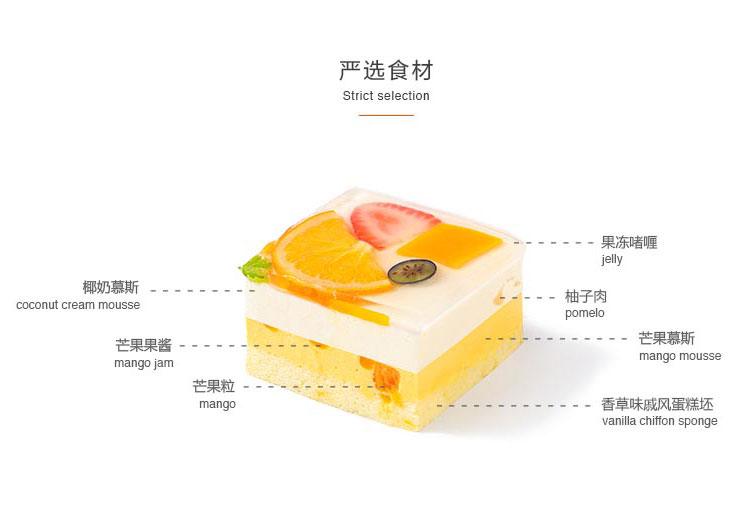 严选食材
Strict selection
果冻啫喱
jelly
椰奶慕斯
coconut cream mousse
柚子肉
pomelo
芒果果酱
mango jam
芒果慕斯
mango mousse
芒果粒
mango
香草味戚风蛋糕坯
vanilla chiffon sponge